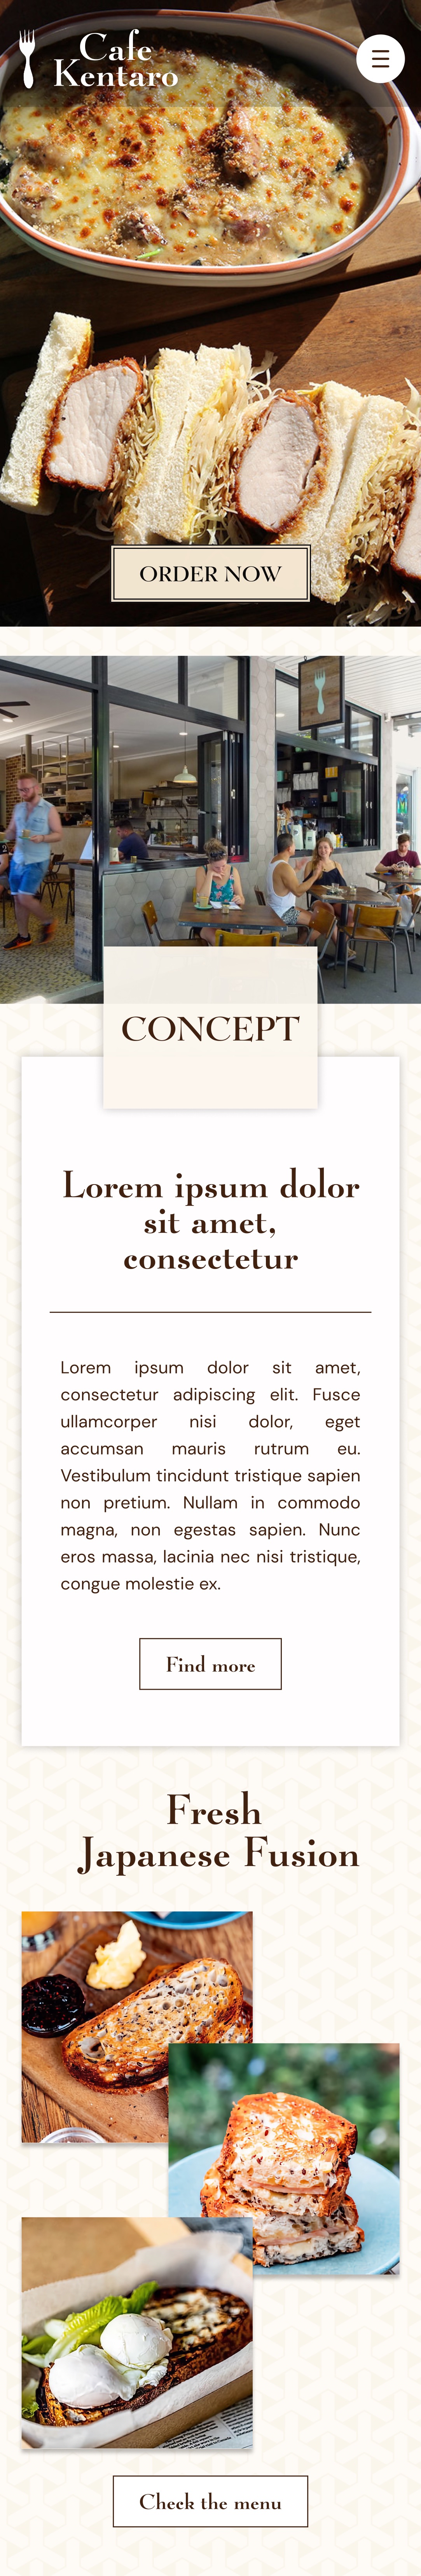 Cafe
Kentaro
ORDER NOW
CONCEPT
Lorem ipsum dolor
sit amet,
consectetur
Lorem ipsum dolor sit amet,
consectetur adipiscing elit. Fusce
ullamcorper nisi dolor, eget
accumsan mauris rutrum eu.
Vestibulum tincidunt tristique sapien
non pretium. Nullam in commodo
magna, non egestas sapien. Nunc
eros massa, lacinia nec nisi tristique,
congue molestie ex.
Find more
Fresh
Japanese Fusion
Check the menu